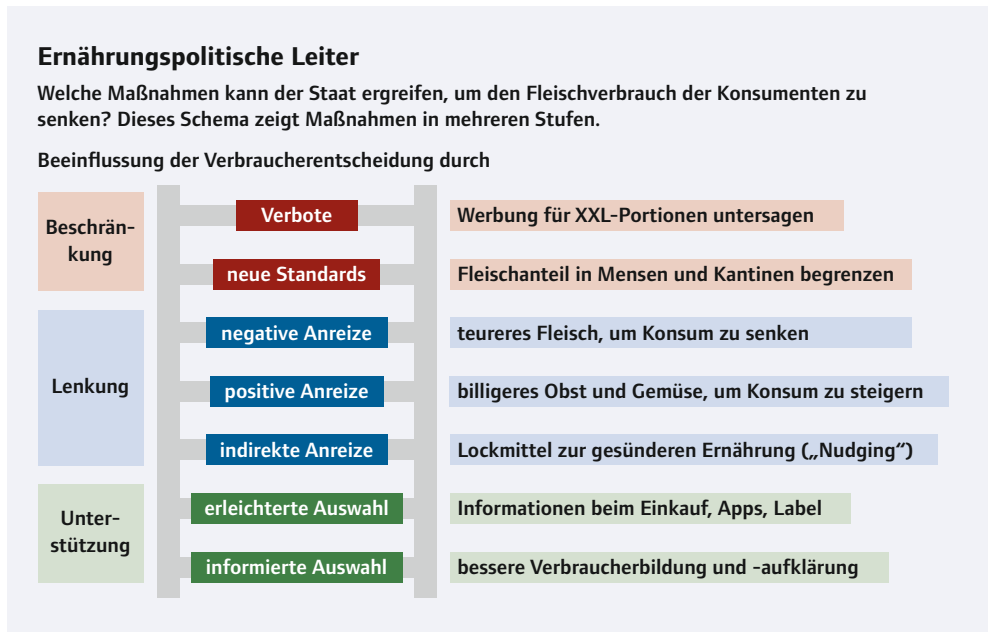 Ernährungspolitische Leiter
Welche Maßnahmen kann der Staat ergreifen, um den Fleischverbrauch der Konsumenten zu
senken? Dieses Schema zeigt Maßnahmen in mehreren Stufen.
Beeinflussung der Verbraucherentscheidung durch
Beschrän-
kung
Verbote
Werbung für XXL-Portionen untersagen
neue Standards
Fleischanteil in Mensen und Kantinen begrenzen
Lenkung
negative Anreize
teureres Fleisch, um Konsum zu senken
positive Anreize
billigeres Obst und Gemüse, um Konsum zu steigern
indirekte Anreize
Lockmittel zur gesünderen Ernährung („Nudging“)
Unter-
stützung
erleichterte Auswahl
Informationen beim Einkauf, Apps, Label
informierte Auswahl
bessere Verbraucherbildung und -aufklärung